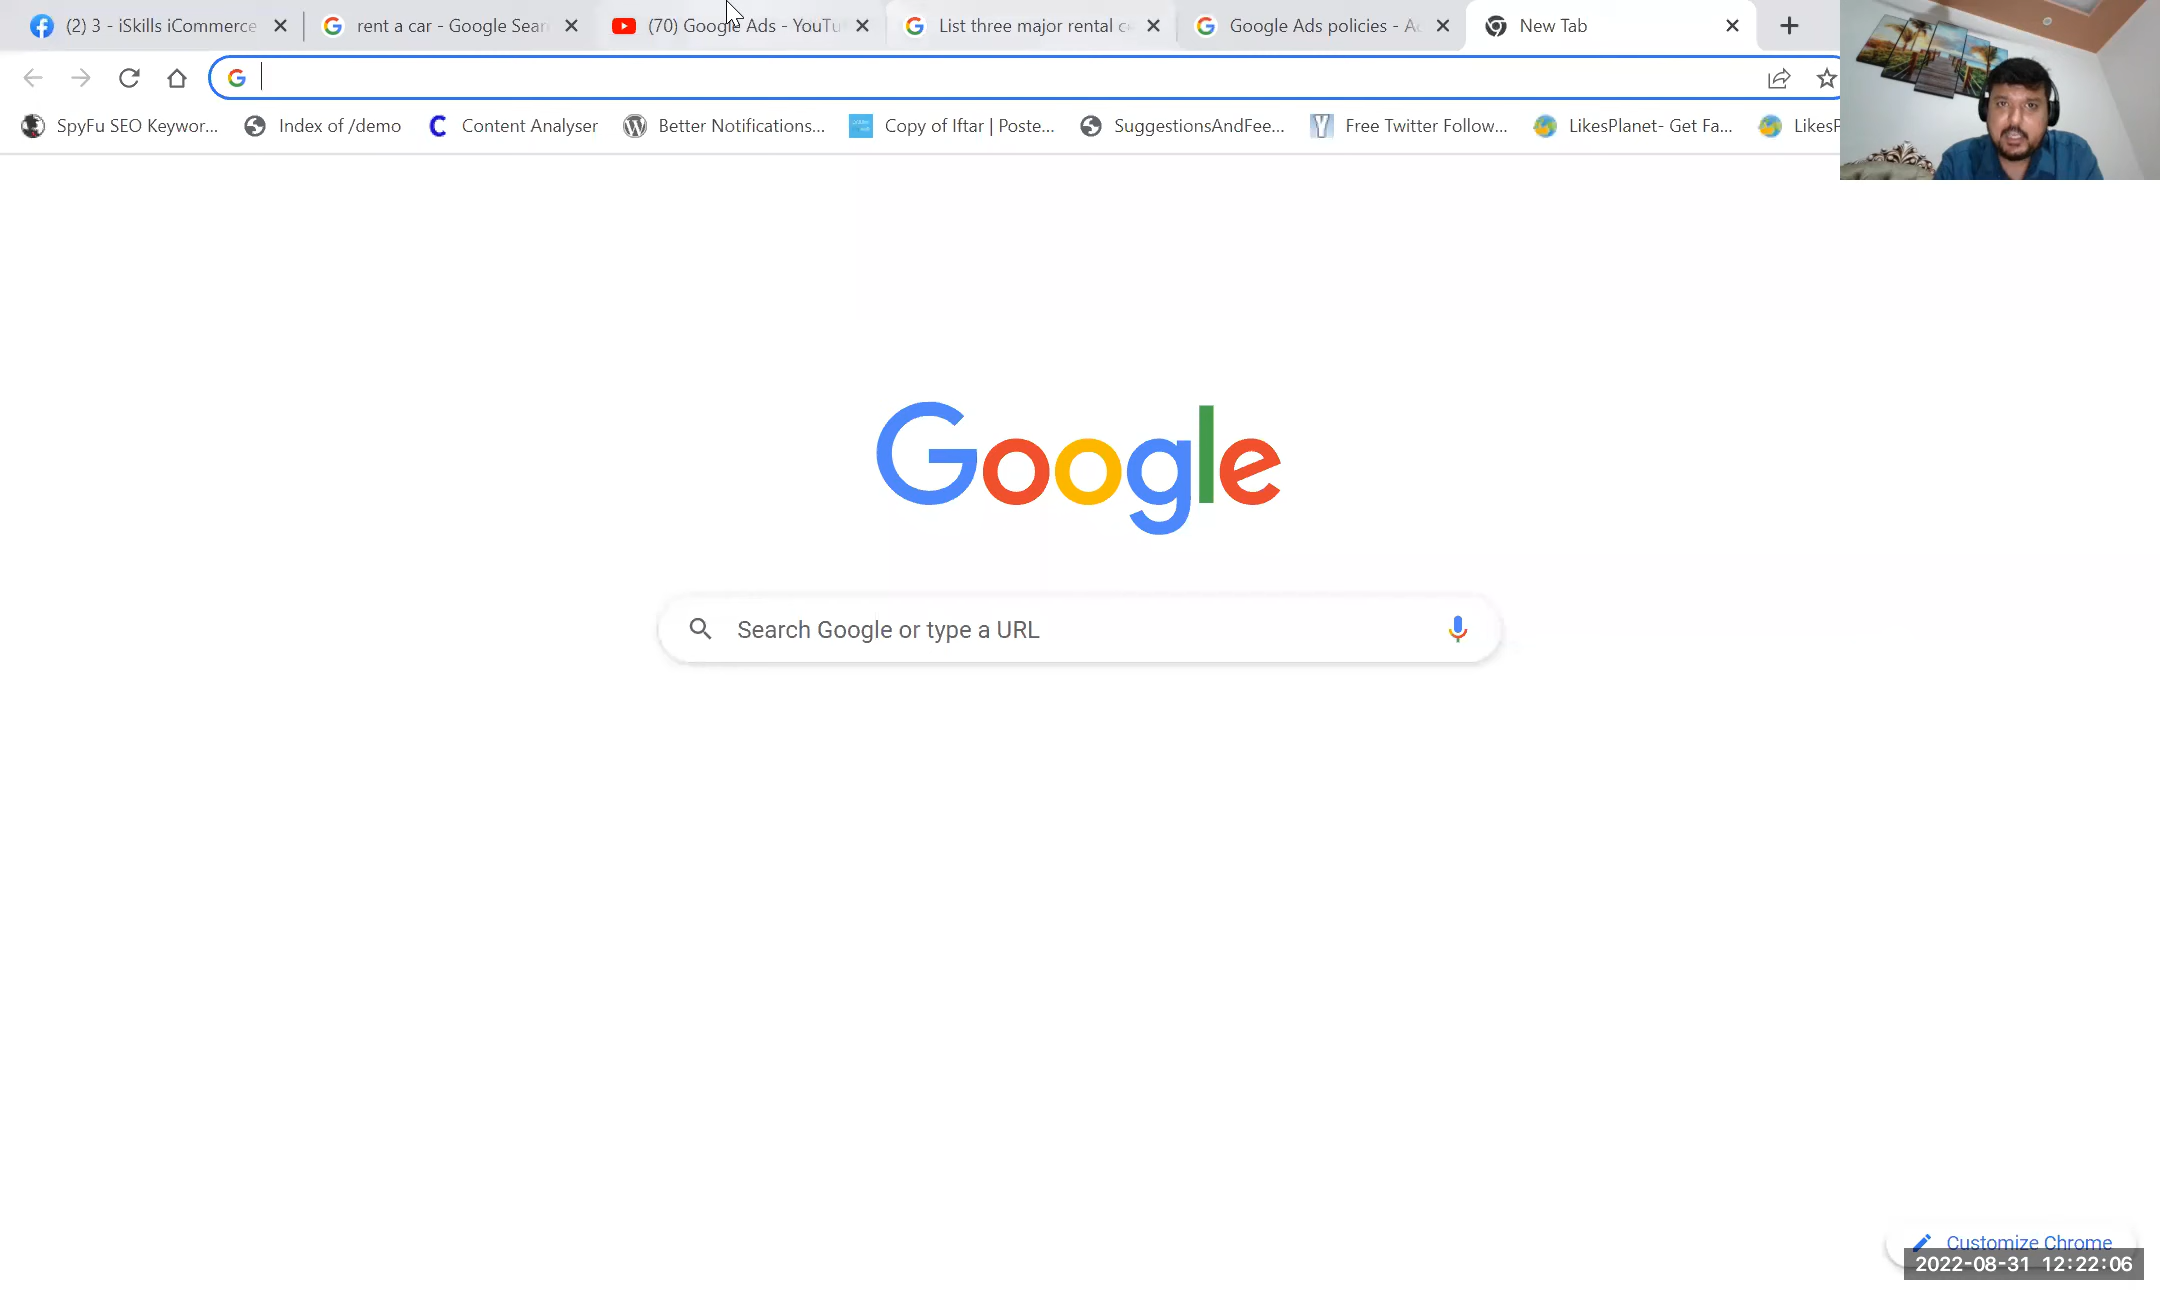 (2) 3 - iSkills iCommerce
rent a car - Google Sear
(70) Google Ads - YouTu
List three major rental c
Google Ads policies - Ac
New Tab
SpyFu SEO Keywor...
Index of /demo
Content Analyser
Better Notifications...
Copy of Iftar | Poste...
SuggestionsAndFee...
Free Twitter Follow...
LikesPlanet- Get Fa...
LikesP
Google
Search Google or type a URL
Customize Chrome
2022-08-31 12:22:06